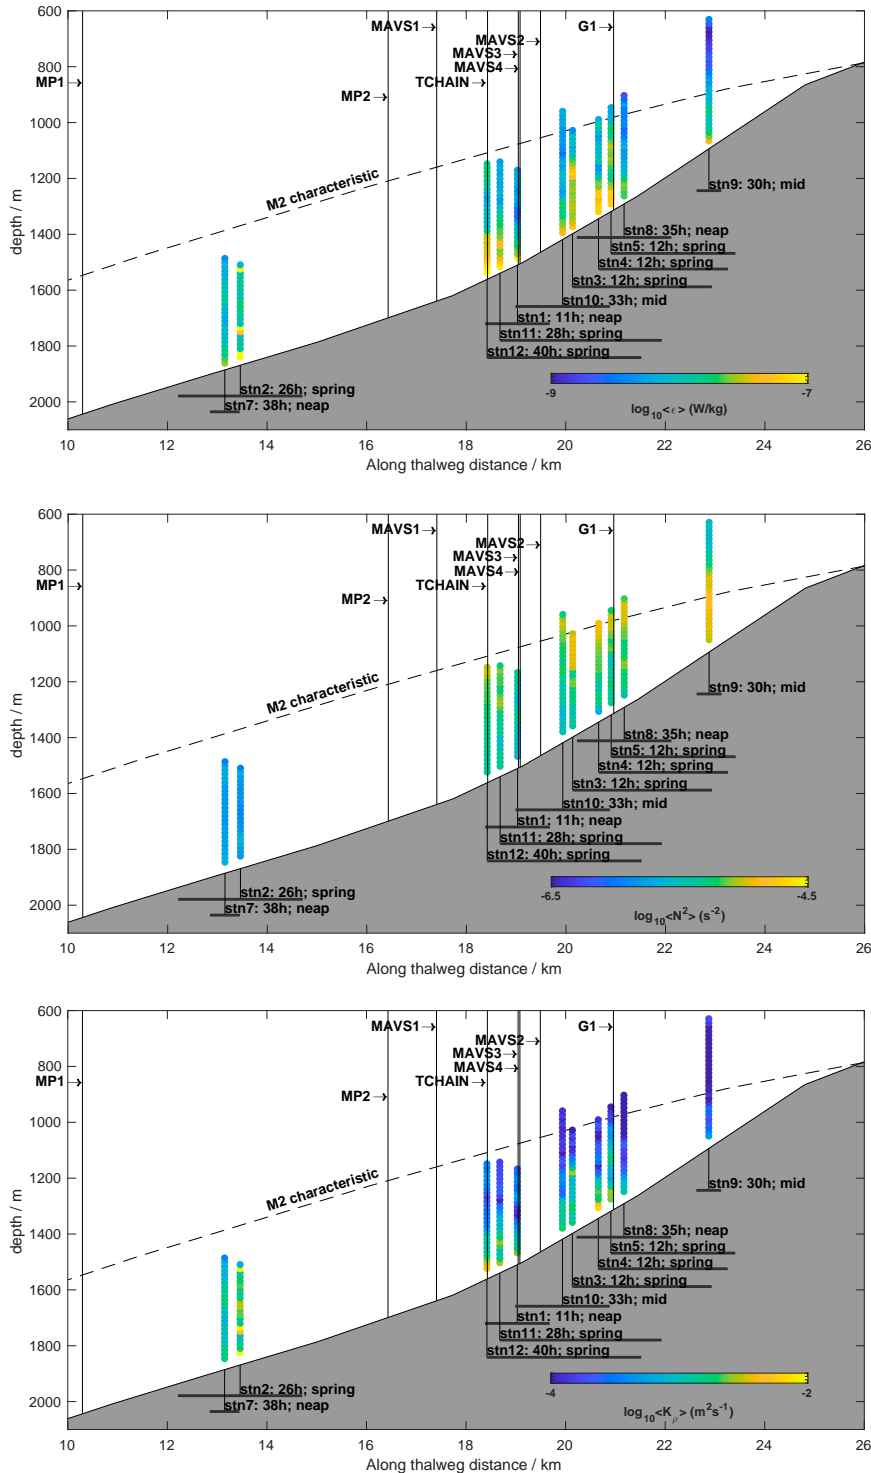 600
800
1000
1200
1400
1600
1800
2000
depth / m
MAVS1
G1
MAVS2
MAVS3
MAVS4
MP1
TCHAIN
MP2
M2 characteristic
stn9: 30h; mid
stn8: 35h; neap
stn5: 12h; spring
stn4: 12h; spring
stn3: 12h; spring
stn10: 33h; mid
stn1: 11h; neap
stn11: 28h; spring
stn12: 40h; spring
stn2: 26h; spring
stn7: 38h; neap
-9 -7
log10<ϵ> (W/kg)
10 12 14 16 18 20 22 24 26
Along thalweg distance / km
600
800
1000
1200
1400
1600
1800
2000
depth / m
MAVS1
G1
MAVS2
MAVS3
MAVS4
MP1
TCHAIN
MP2
M2 characteristic
stn9: 30h; mid
stn8: 35h; neap
stn5: 12h; spring
stn4: 12h; spring
stn3: 12h; spring
stn10: 33h; mid
stn1: 11h; neap
stn11: 28h; spring
stn12: 40h; spring
stn2: 26h; spring
stn7: 38h; neap
-6.5 -4.5
log10<N²> (s⁻²)
10 12 14 16 18 20 22 24 26
Along thalweg distance / km
600
800
1000
1200
1400
1600
1800
2000
depth / m
MAVS1
G1
MAVS2
MAVS3
MAVS4
MP1
TCHAIN
MP2
M2 characteristic
stn9: 30h; mid
stn8: 35h; neap
stn5: 12h; spring
stn4: 12h; spring
stn3: 12h; spring
stn10: 33h; mid
stn1: 11h; neap
stn11: 28h; spring
stn12: 40h; spring
stn2: 26h; spring
stn7: 38h; neap
-4 -2
log10<Kρ> (m²s⁻¹)
10 12 14 16 18 20 22 24 26
Along thalweg distance / km